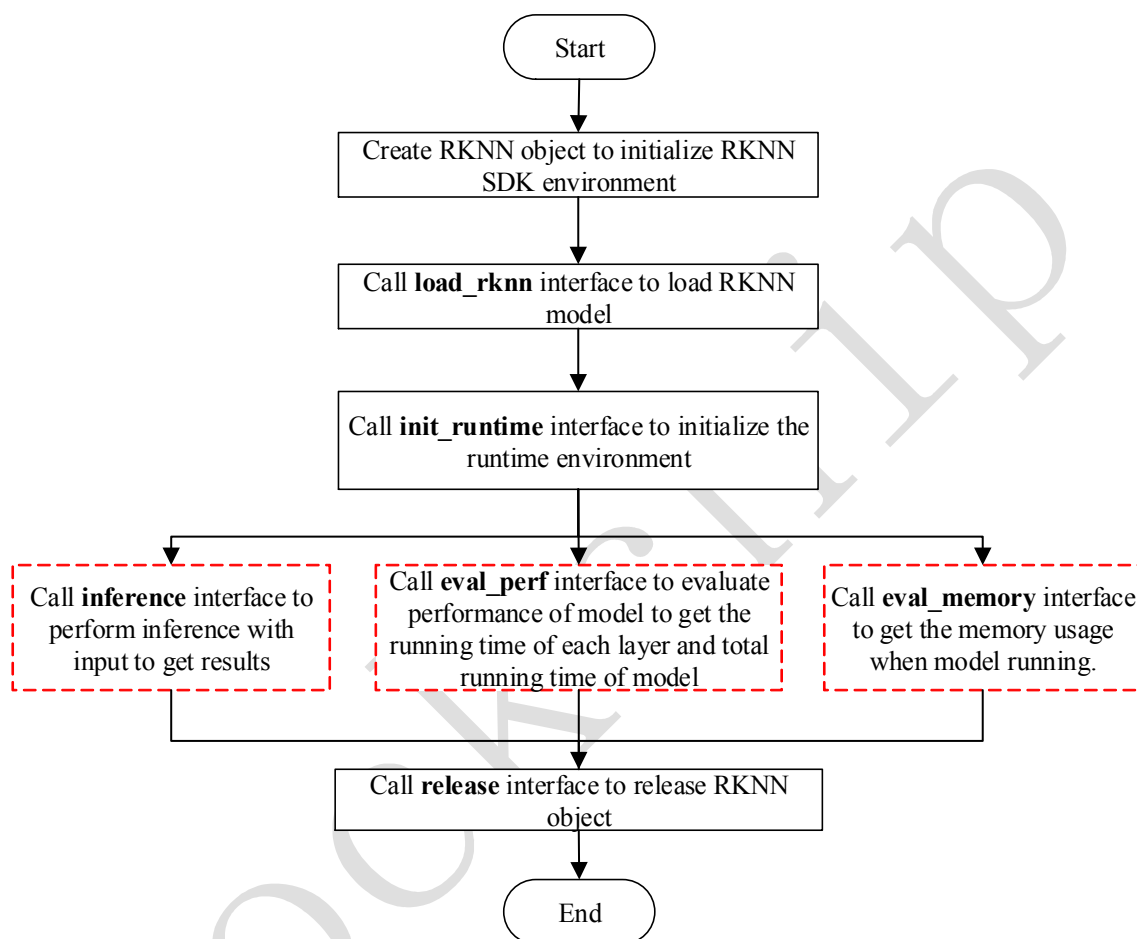 Start
Create RKNN object to initialize RKNN
SDK environment
Call load_rknn interface to load RKNN
model
Call init_runtime interface to initialize the
runtime environment
Call inference interface to
perform inference with
input to get results
Call eval_perf interface to evaluate
performance of model to get the
running time of each layer and total
running time of model
Call eval_memory interface
to get the memory usage
when model running.
Call release interface to release RKNN
object
End
ockchip